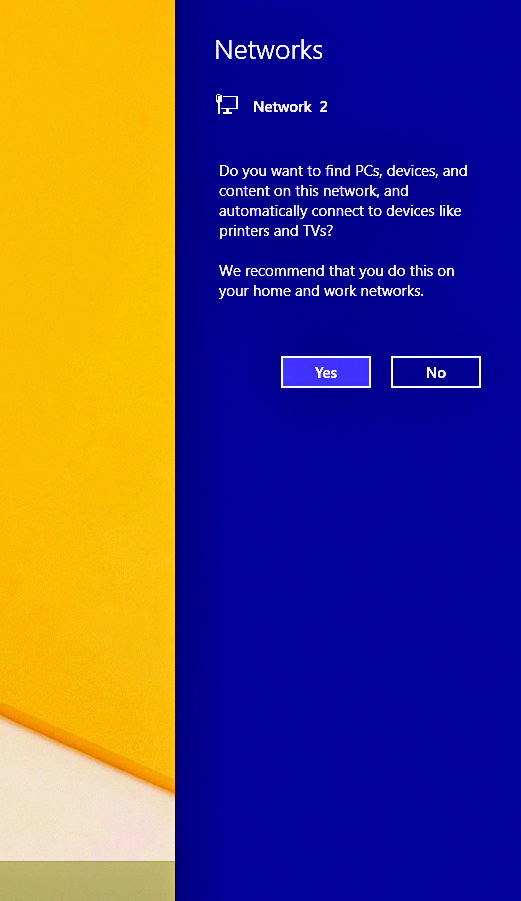 Networks
Network 2
Do you want to find PCs, devices, and
content on this network, and
automatically connect to devices like
printers and TVs?
We recommend that you do this on
your home and work networks.
Yes No